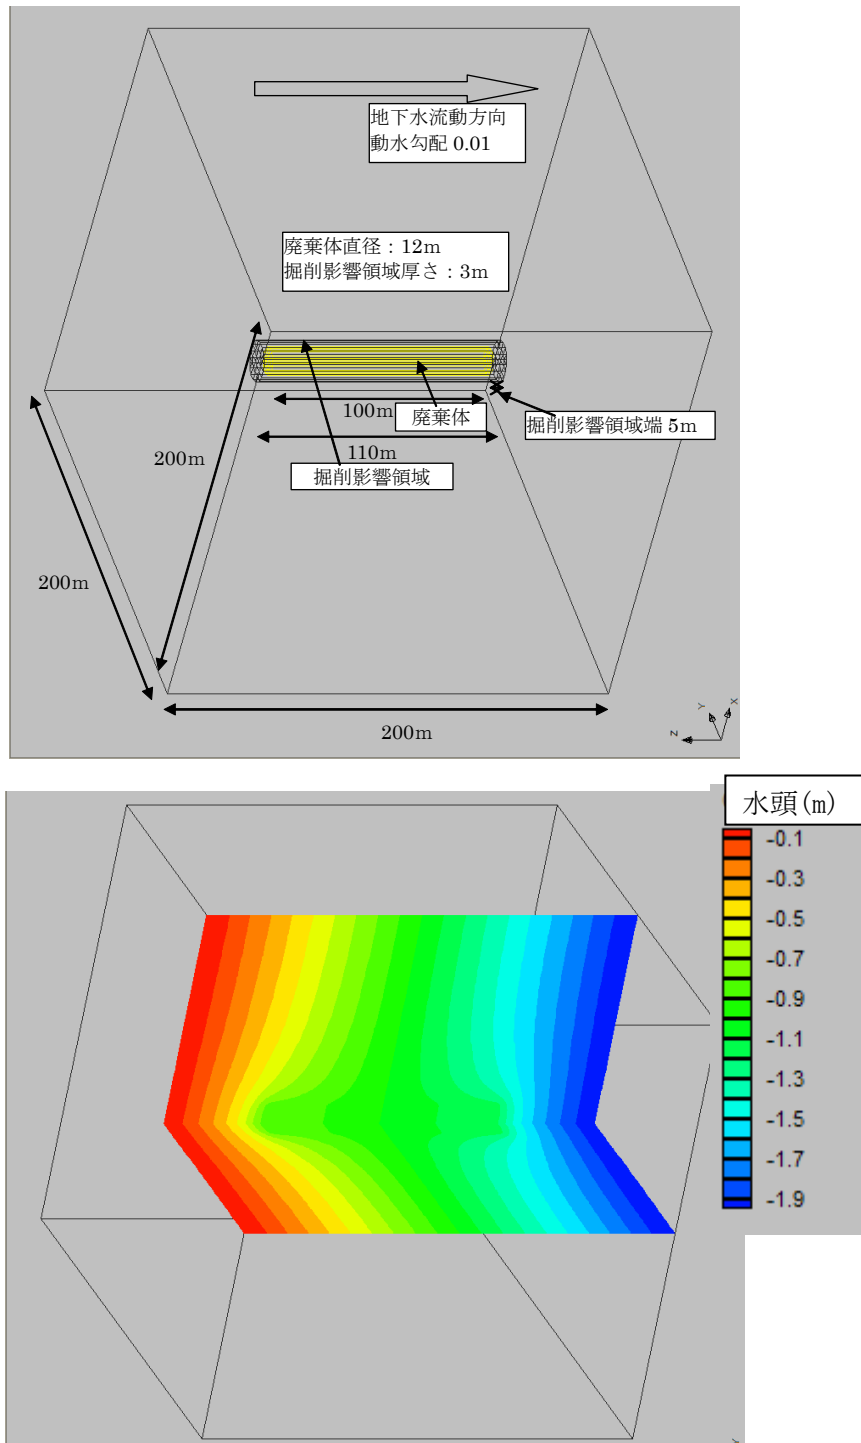 地下水流動方向
動水勾配 0.01
廃棄体直径：12m
掘削影響領域厚さ：3m
100m
廃棄体
掘削影響領域端 5m
110m
200m
掘削影響領域
200m
200m
X
Y
Z
水頭(m)
-0.1
-0.3
-0.5
-0.7
-0.9
-1.1
-1.3
-1.5
-1.7
-1.9